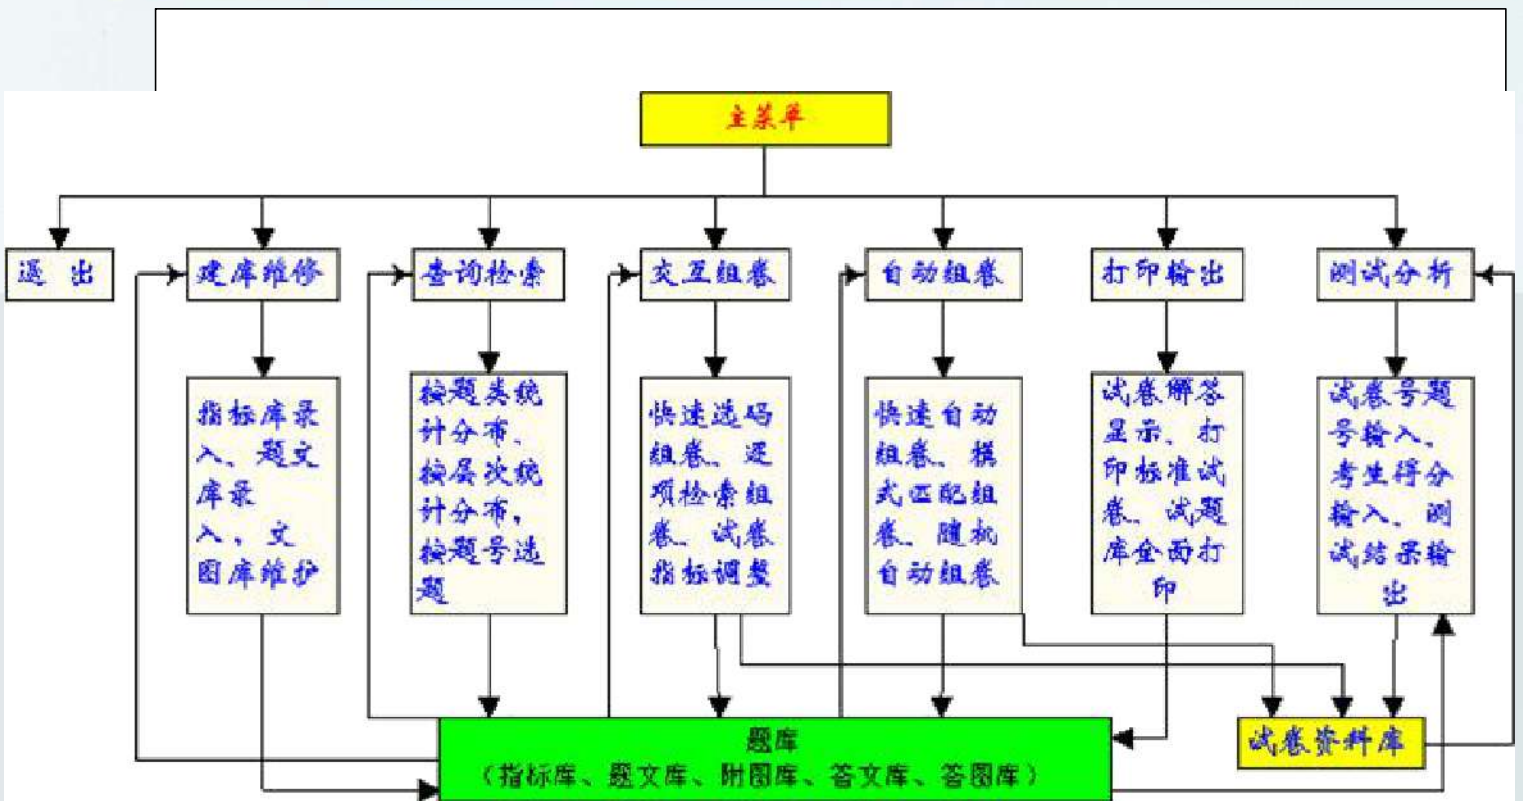 主菜单
退 出
建库维修
查询检索
交互组卷
自动组卷
打印输出
测试分析
指标库录
入、题文
库录
入、文
图库维护
按题类统
计分布、
按层次统
计分布,
按题号选
题
快速选码
组卷、逐
项检索组
卷、试卷
指标调整
快速自动
组卷、模
式匹配组
卷、随机
自动组卷
试卷解答
显示、打
印标准试
卷、试题
库全面打
印
试卷号题
号输入、
考生得分
输入、测
试结果输
出
题库
(指标库、题文库、附图库、答文库、答图库)
试卷资料库